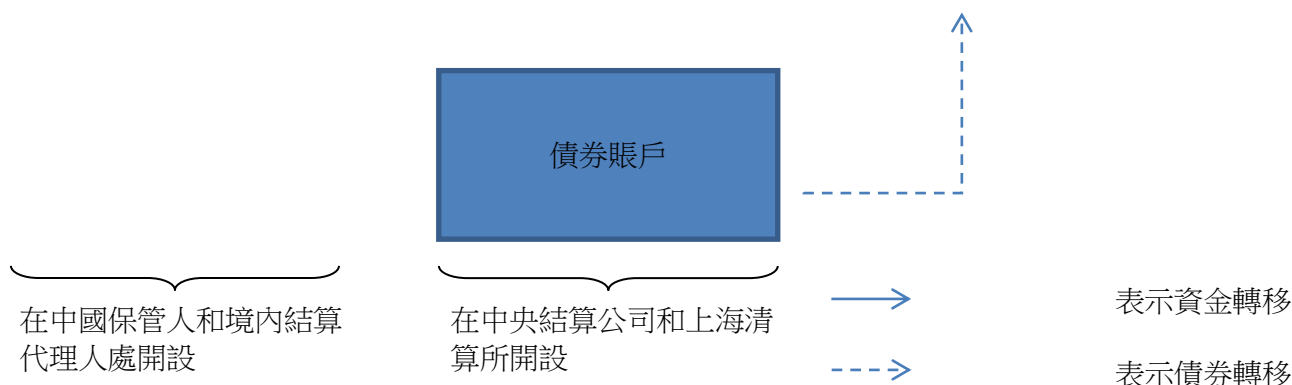 債券賬戶
在中國保管人和境內結算
代理人處開設
在中央結算公司和上海清
算所開設
表示資金轉移
表示債券轉移